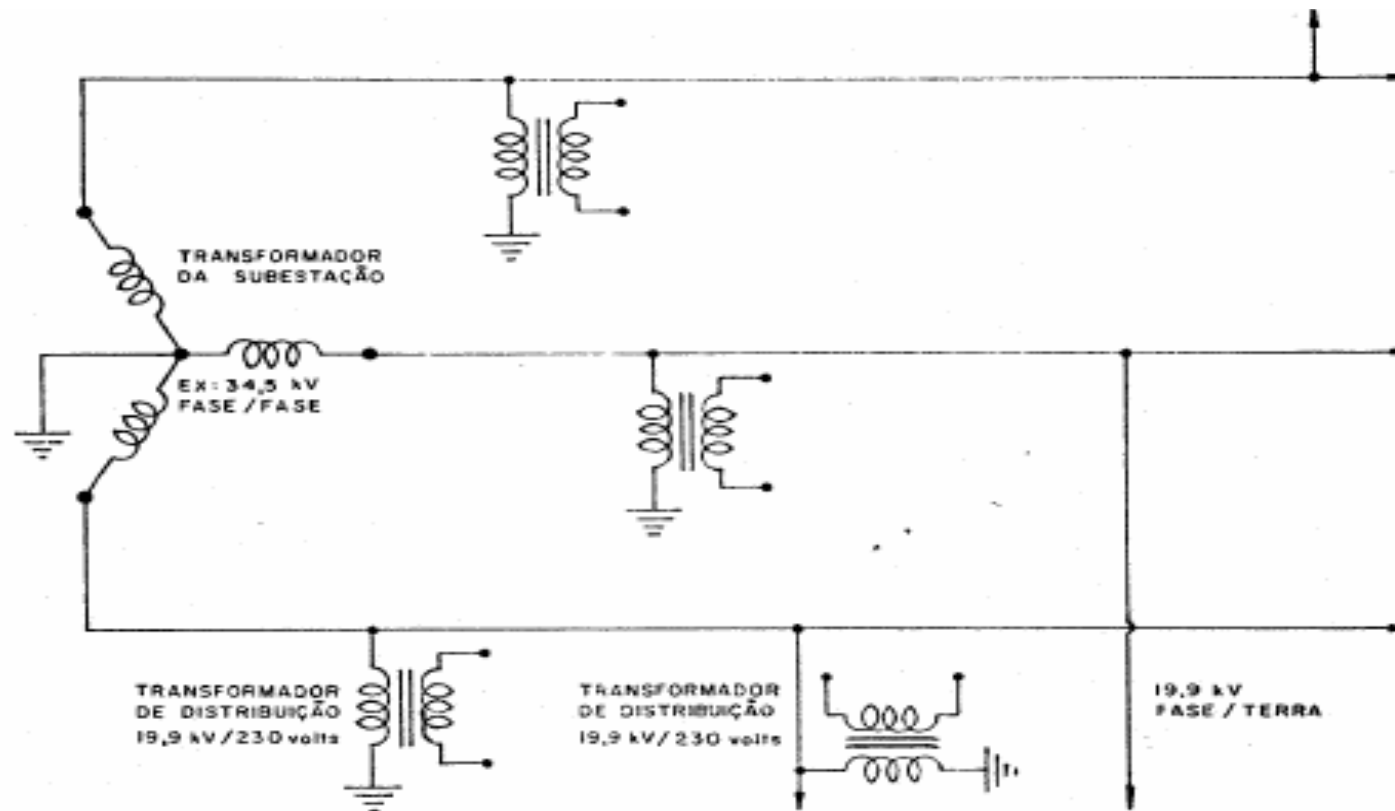 TRANSFORMADOR
DA SUBESTAÇÃO
Ex: 34,5 kV
FASE / FASE
TRANSFORMADOR
DE DISTRIBUIÇÃO
19,9 kV/230 volts
TRANSFORMADOR
DE DISTRIBUIÇÃO
19,9 kV/230 volts
19,9 kV
FASE / TERRA